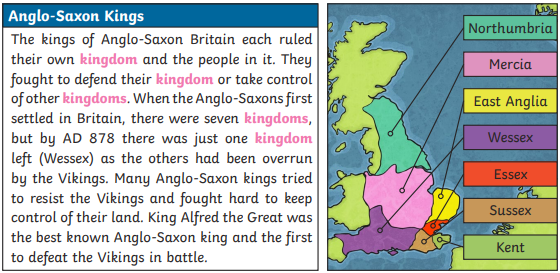 Anglo-Saxon Kings
The kings of Anglo-Saxon Britain each ruled
their own kingdom and the people in it. They
fought to defend their kingdom or take control
of other kingdoms. When the Anglo-Saxons first
settled in Britain, there were seven kingdoms,
but by AD 878 there was just one kingdom
left (Wessex) as the others had been overrun
by the Vikings. Many Anglo-Saxon kings tried
to resist the Vikings and fought hard to keep
control of their land. King Alfred the Great was
the best known Anglo-Saxon king and the first
to defeat the Vikings in battle.
Northumbria
Mercia
East Anglia
Wessex
Essex
Sussex
Kent